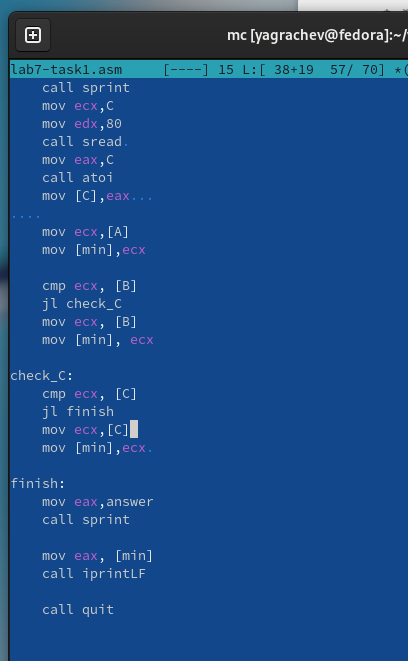 mc [yagrachev@fedora]:~/
lab7-task1.asm     [----] 15 L:[ 38+19  57/ 70] *(
    call sprint
    mov ecx,C
    mov edx,80
    call sread.
    mov eax,C
    call atoi
    mov [C],eax...
....
    mov ecx,[A]
    mov [min],ecx
    cmp ecx, [B]
    jl check_C
    mov ecx, [B]
    mov [min], ecx
check_C:
    cmp ecx, [C]
    jl finish
    mov ecx,[C]
    mov [min],ecx.
finish:
    mov eax,answer
    call sprint
    mov eax, [min]
    call iprintLF
    call quit